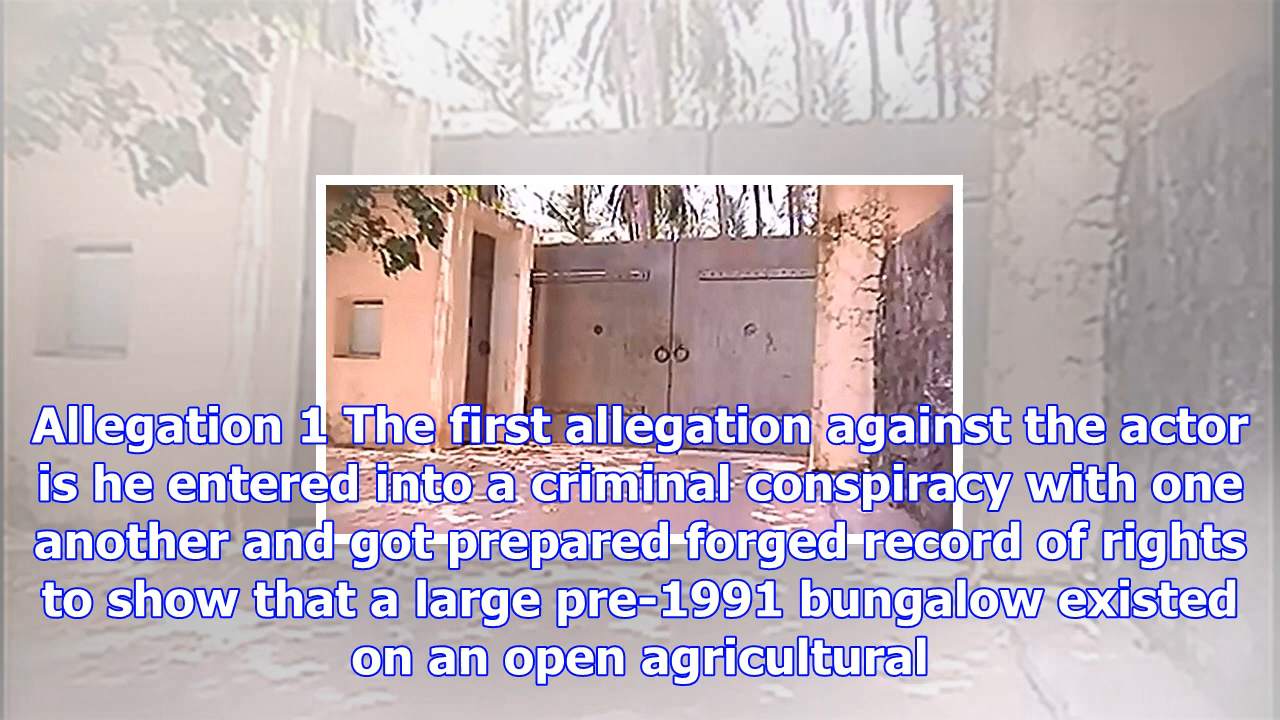 Allegation 1 The first allegation against the actor
is he entered into a criminal conspiracy with one
another and got prepared forged record of rights
to show that a large pre-1991 bungalow existed
on an open agricultural